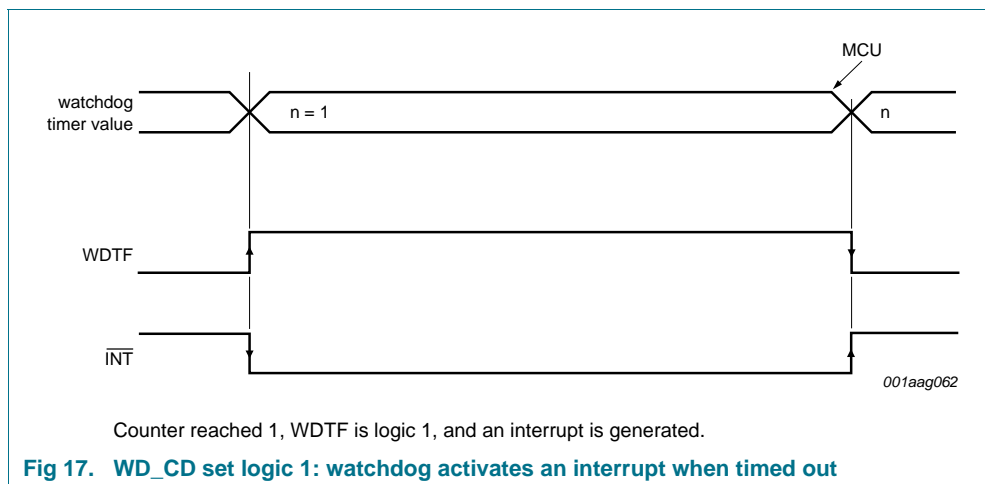 MCU
watchdog
timer value
n = 1
n
WDTF
INT
001aag062
Counter reached 1, WDTF is logic 1, and an interrupt is generated.
Fig 17. WD_CD set logic 1: watchdog activates an interrupt when timed out